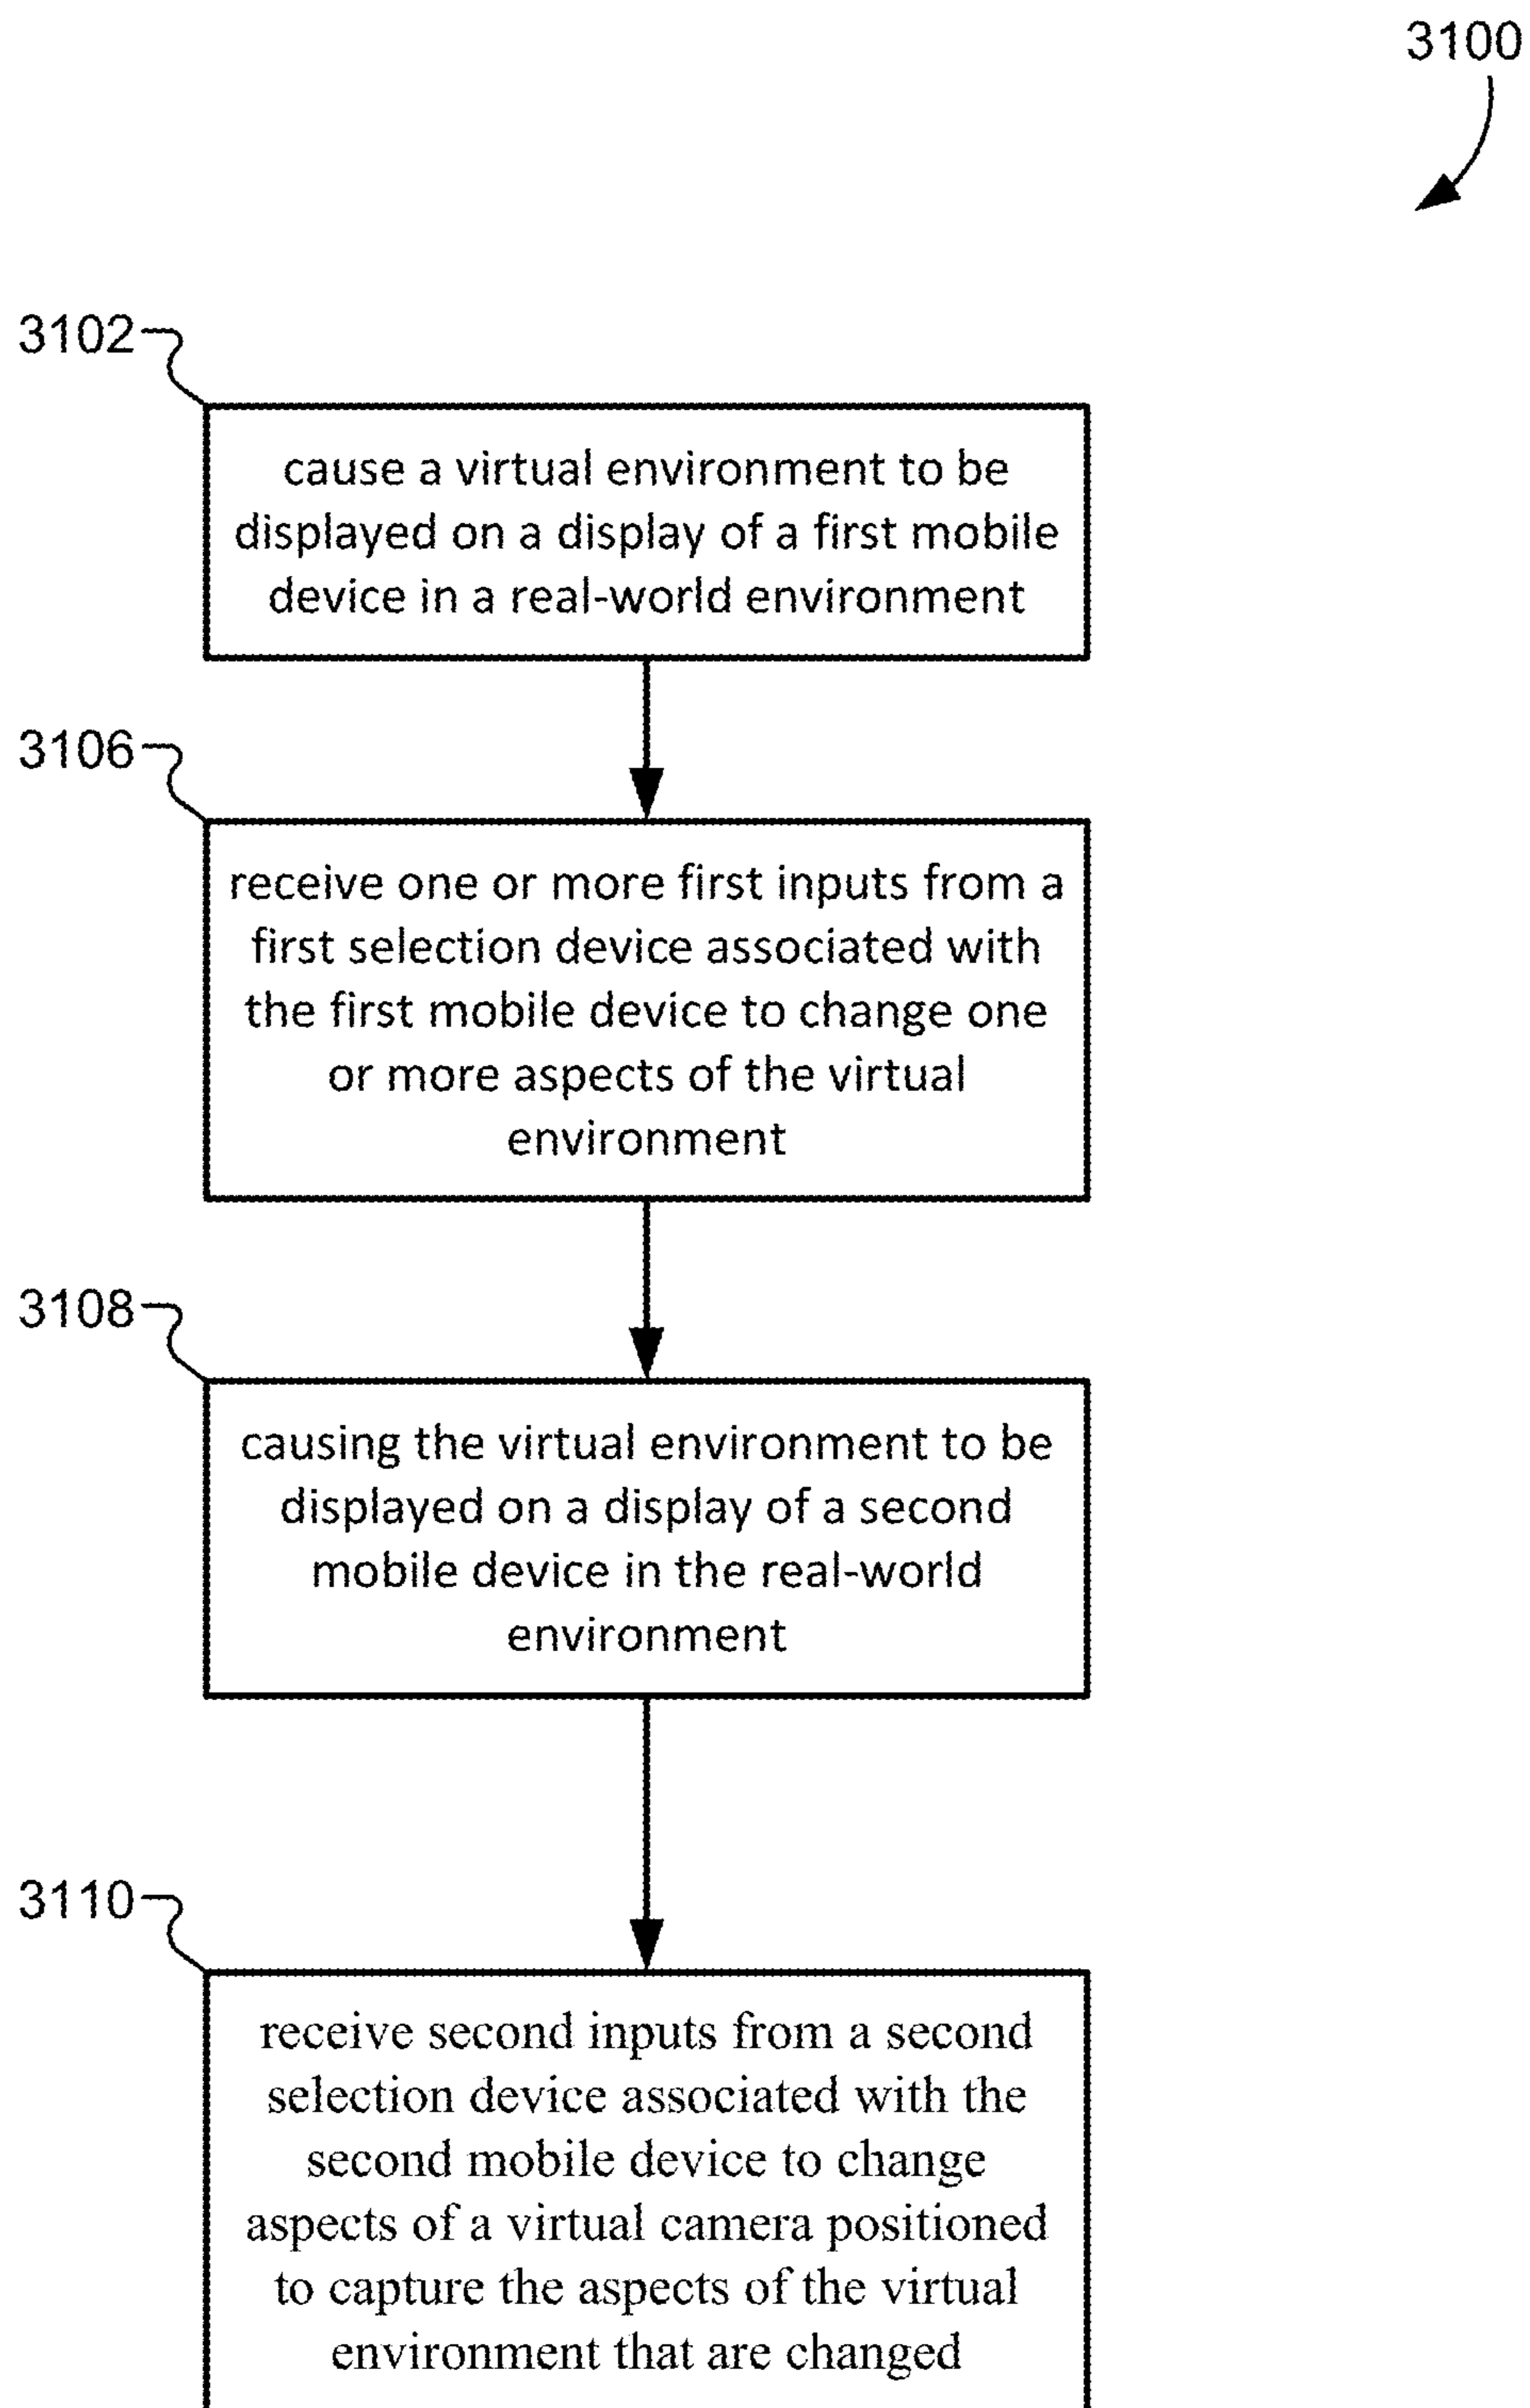 3100
3102
cause a virtual environment to be
displayed on a display of a first mobile
device in a real-world environment
3106
receive one or more first inputs from a
first selection device associated with
the first mobile device to change one
or more aspects of the virtual
environment
3108
causing the virtual environment to be
displayed on a display of a second
mobile device in the real-world
environment
3110
receive second inputs from a second
selection device associated with the
second mobile device to change
aspects of a virtual camera positioned
to capture the aspects of the virtual
environment that are changed